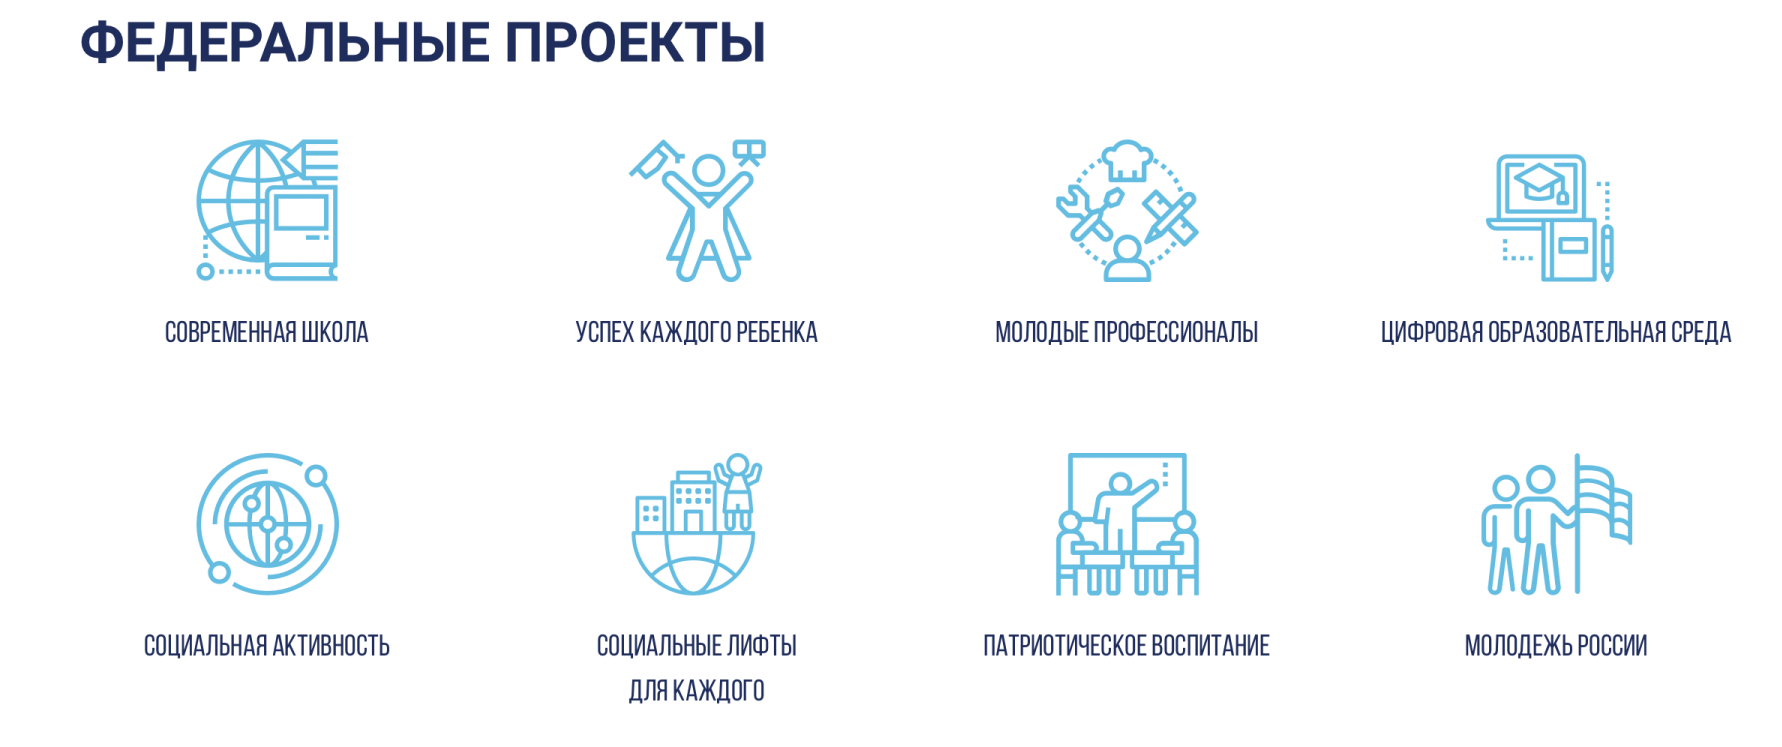 ФЕДЕРАЛЬНЫЕ ПРОЕКТЫ
СОВРЕМЕННАЯ ШКОЛА
УСПЕХ КАЖДОГО РЕБЕНКА
МОЛОДЫЕ ПРОФЕССИОНАЛЫ
ЦИФРОВАЯ ОБРАЗОВАТЕЛЬНАЯ СРЕДА
СОЦИАЛЬНАЯ АКТИВНОСТЬ
СОЦИАЛЬНЫЕ ЛИФТЫ
ДЛЯ КАЖДОГО
ПАТРИОТИЧЕСКОЕ ВОСПИТАНИЕ
МОЛОДЕЖЬ РОССИИ